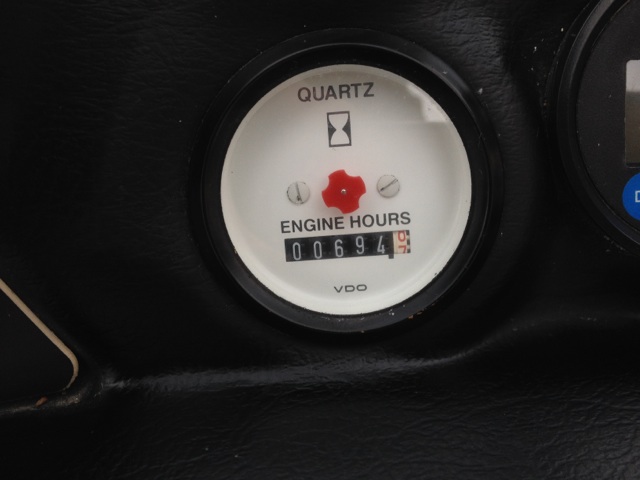 QUARTZ
ENGINE HOURS
00694
VDO
D